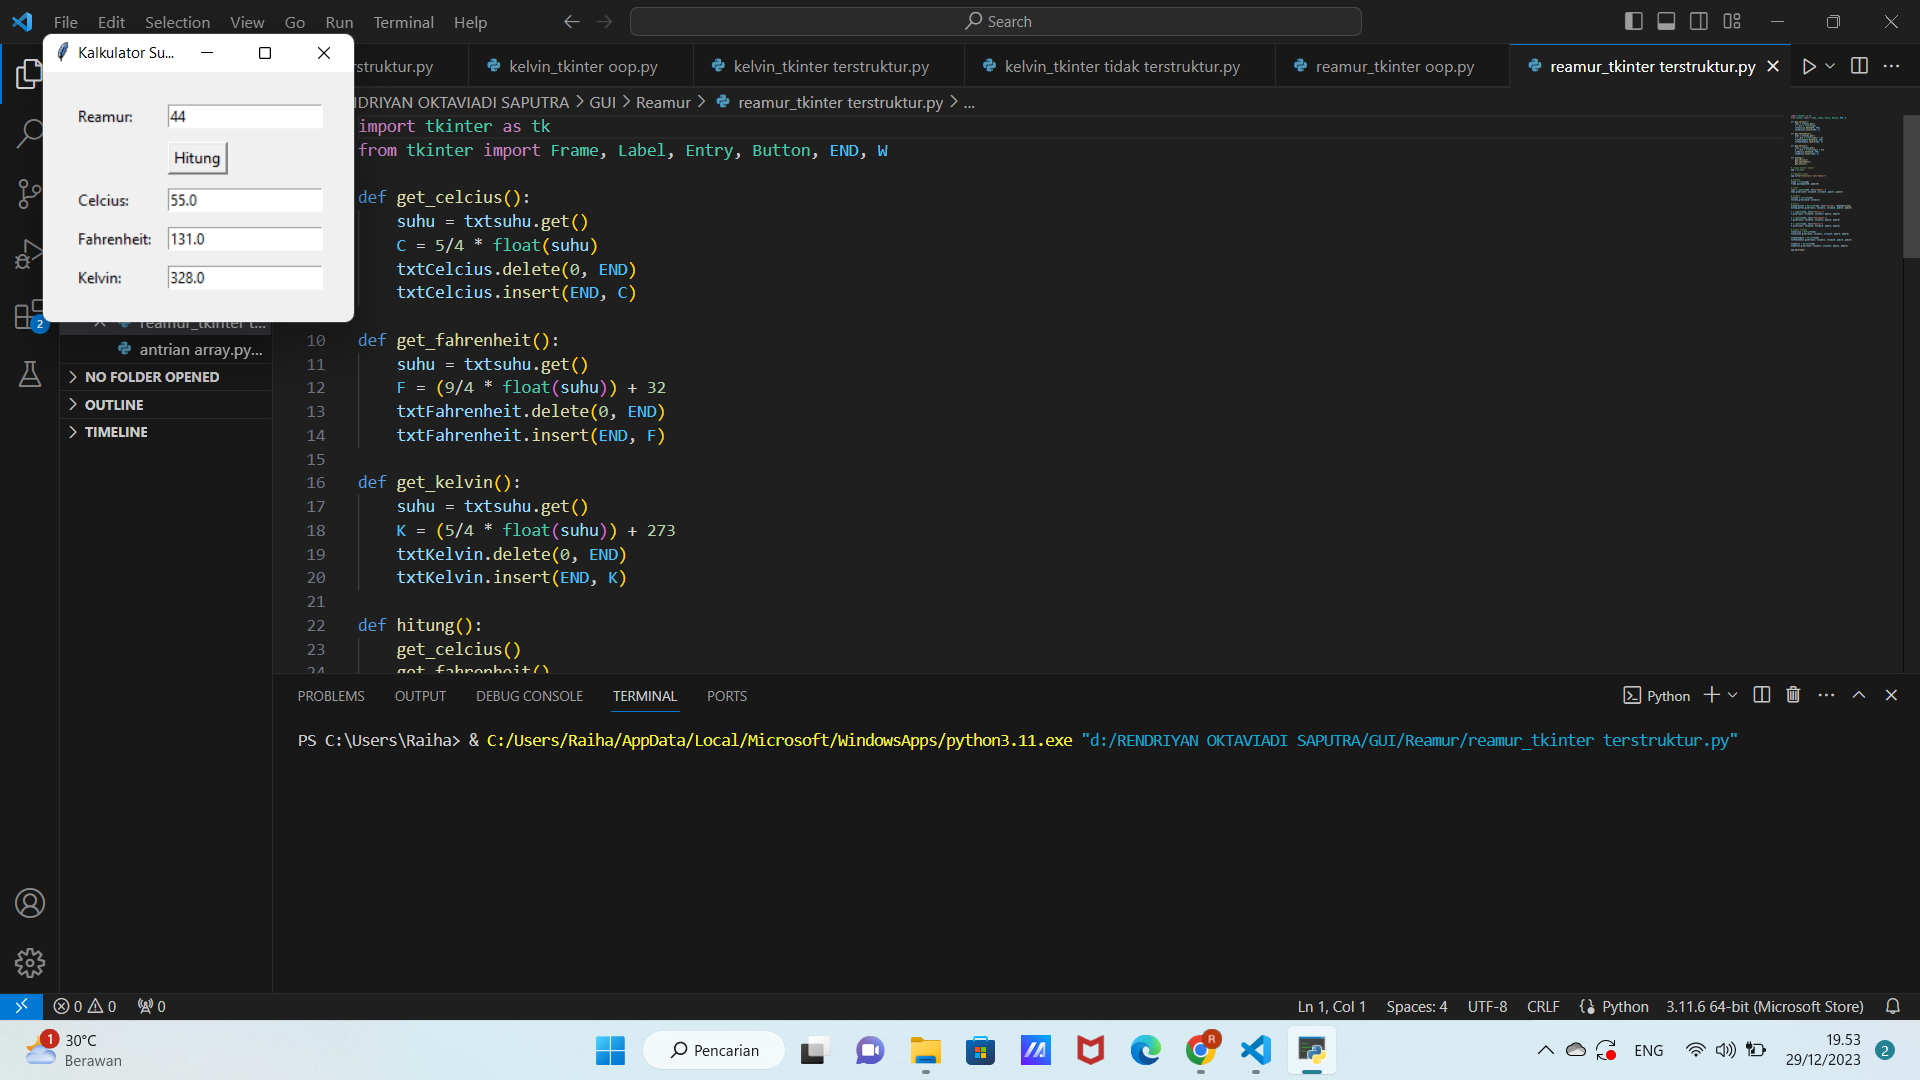 File Edit Selection View Go Run Terminal Help
Search
Kalkulator Su...
Reamur: 44
Hitung
Celcius: 55.0
Fahrenheit: 131.0
Kelvin: 328.0
rstruktur.py
kelvin_tkinter oop.py
kelvin_tkinter terstruktur.py
kelvin_tkinter tidak terstruktur.py
reamur_tkinter oop.py
reamur_tkinter terstruktur.py
NDRIYAN OKTAVIADI SAPUTRA > GUI > Reamur > reamur_tkinter terstruktur.py > ...
2
reamur_tkinter t...
antrian array.py...
NO FOLDER OPENED
OUTLINE
TIMELINE
import tkinter as tk
from tkinter import Frame, Label, Entry, Button, END, W
def get_celcius():
suhu = txtsuhu.get()
C = 5/4 * float(suhu)
txtCelcius.delete(0, END)
txtCelcius.insert(END, C)
10 def get_fahrenheit():
11 suhu = txtsuhu.get()
12 F = (9/4 * float(suhu)) + 32
13 txtFahrenheit.delete(0, END)
14 txtFahrenheit.insert(END, F)
15
16 def get_kelvin():
17 suhu = txtsuhu.get()
18 K = (5/4 * float(suhu)) + 273
19 txtKelvin.delete(0, END)
20 txtKelvin.insert(END, K)
21
22 def hitung():
23 get_celcius()
24 get_fahrenheit()
PROBLEMS OUTPUT DEBUG CONSOLE TERMINAL PORTS
Python
PS C:\Users\Raiha> & C:/Users/Raiha/AppData/Local/Microsoft/WindowsApps/python3.11.exe "d:/RENDRIYAN OKTAVIADI SAPUTRA/GUI/Reamur/reamur_tkinter terstruktur.py"
0 0 0
Ln 1, Col 1 Spaces: 4 UTF-8 CRLF Python 3.11.6 64-bit (Microsoft Store)
1
30°C
Berawan
Pencarian
R
ENG
19.53
29/12/2023
2